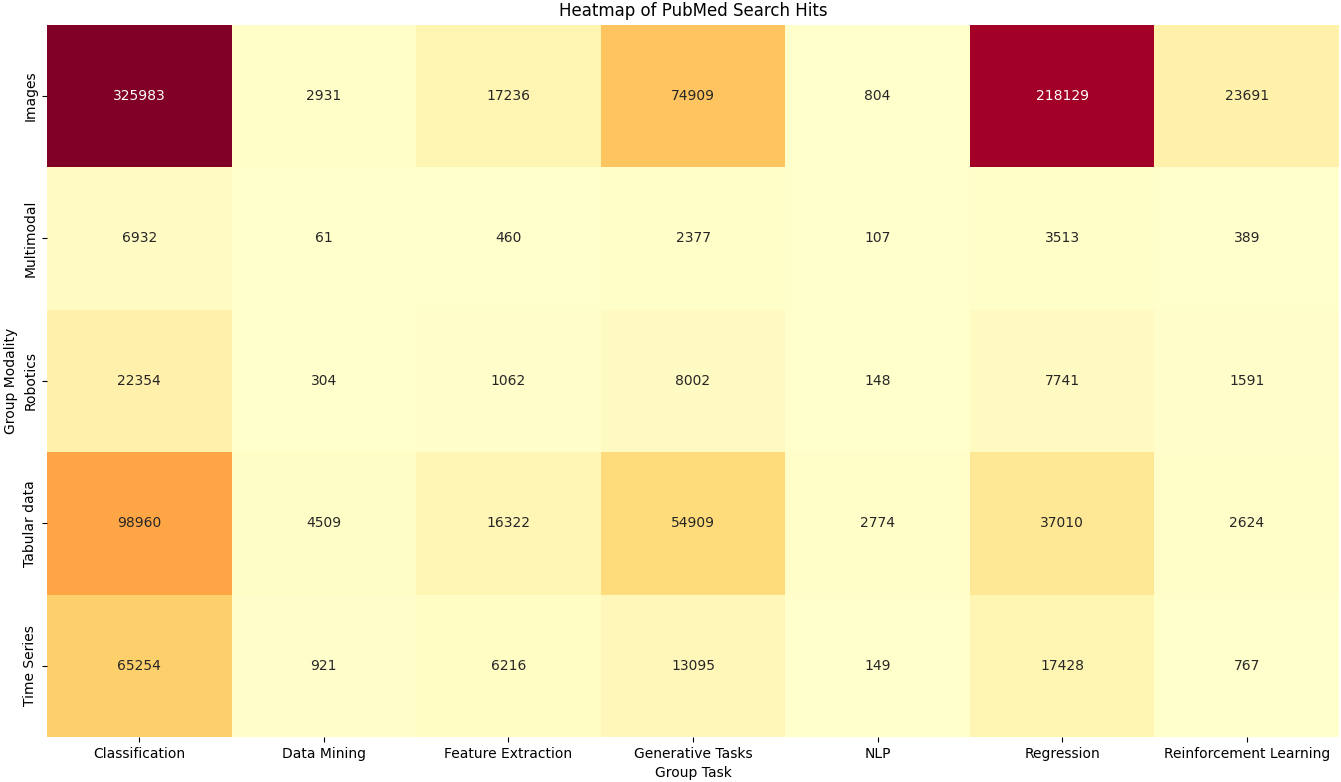 Heatmap of PubMed Search Hits
Group Modality
Images
325983 2931 17236 74909 804 218129 23691
Multimodal
6932 61 460 2377 107 3513 389
Robotics
22354 304 1062 8002 148 7741 1591
Tabular data
98960 4509 16322 54909 2774 37010 2624
Time Series
65254 921 6216 13095 149 17428 767
Classification Data Mining Feature Extraction Generative Tasks NLP Regression Reinforcement Learning
Group Task